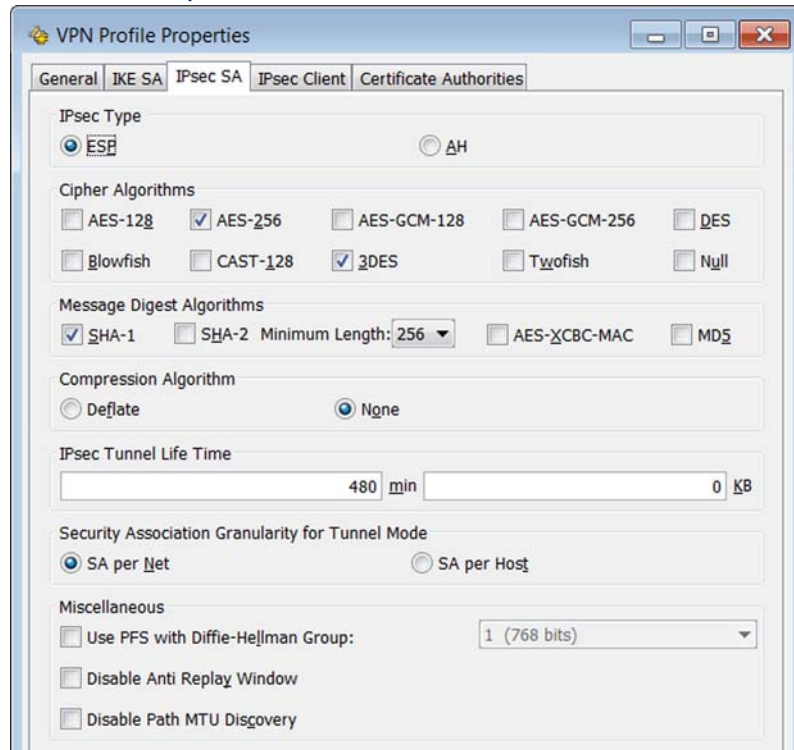 VPN Profile Properties
General IKE SA IPsec SA IPsec Client Certificate Authorities
IPsec Type
ESP AH
Cipher Algorithms
AES-128 AES-256 AES-GCM-128 AES-GCM-256 DES
Blowfish CAST-128 3DES Twofish Null
Message Digest Algorithms
SHA-1 SHA-2 Minimum Length: 256 AES-XCBC-MAC MD5
Compression Algorithm
Deflate None
IPsec Tunnel Life Time
480 min 0 KB
Security Association Granularity for Tunnel Mode
SA per Net SA per Host
Miscellaneous
Use PFS with Diffie-Hellman Group: 1 (768 bits)
Disable Anti Replay Window
Disable Path MTU Discovery